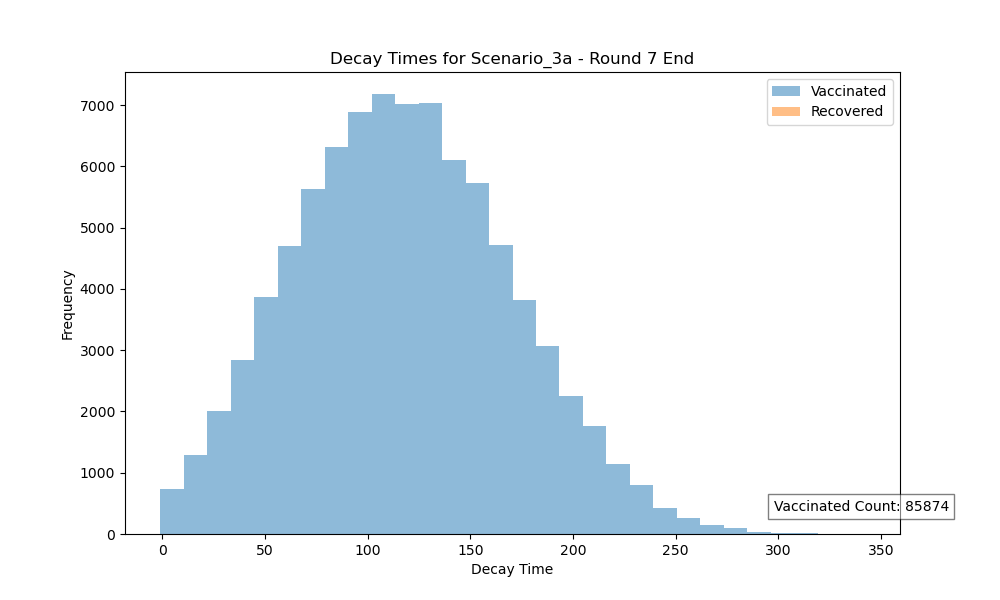 Decay Times for Scenario_3a - Round 7 End
Vaccinated
Recovered
7000
6000
5000
4000
3000
2000
1000
0
Frequency
Vaccinated Count: 85874
0 50 100 150 200 250 300 350
Decay Time